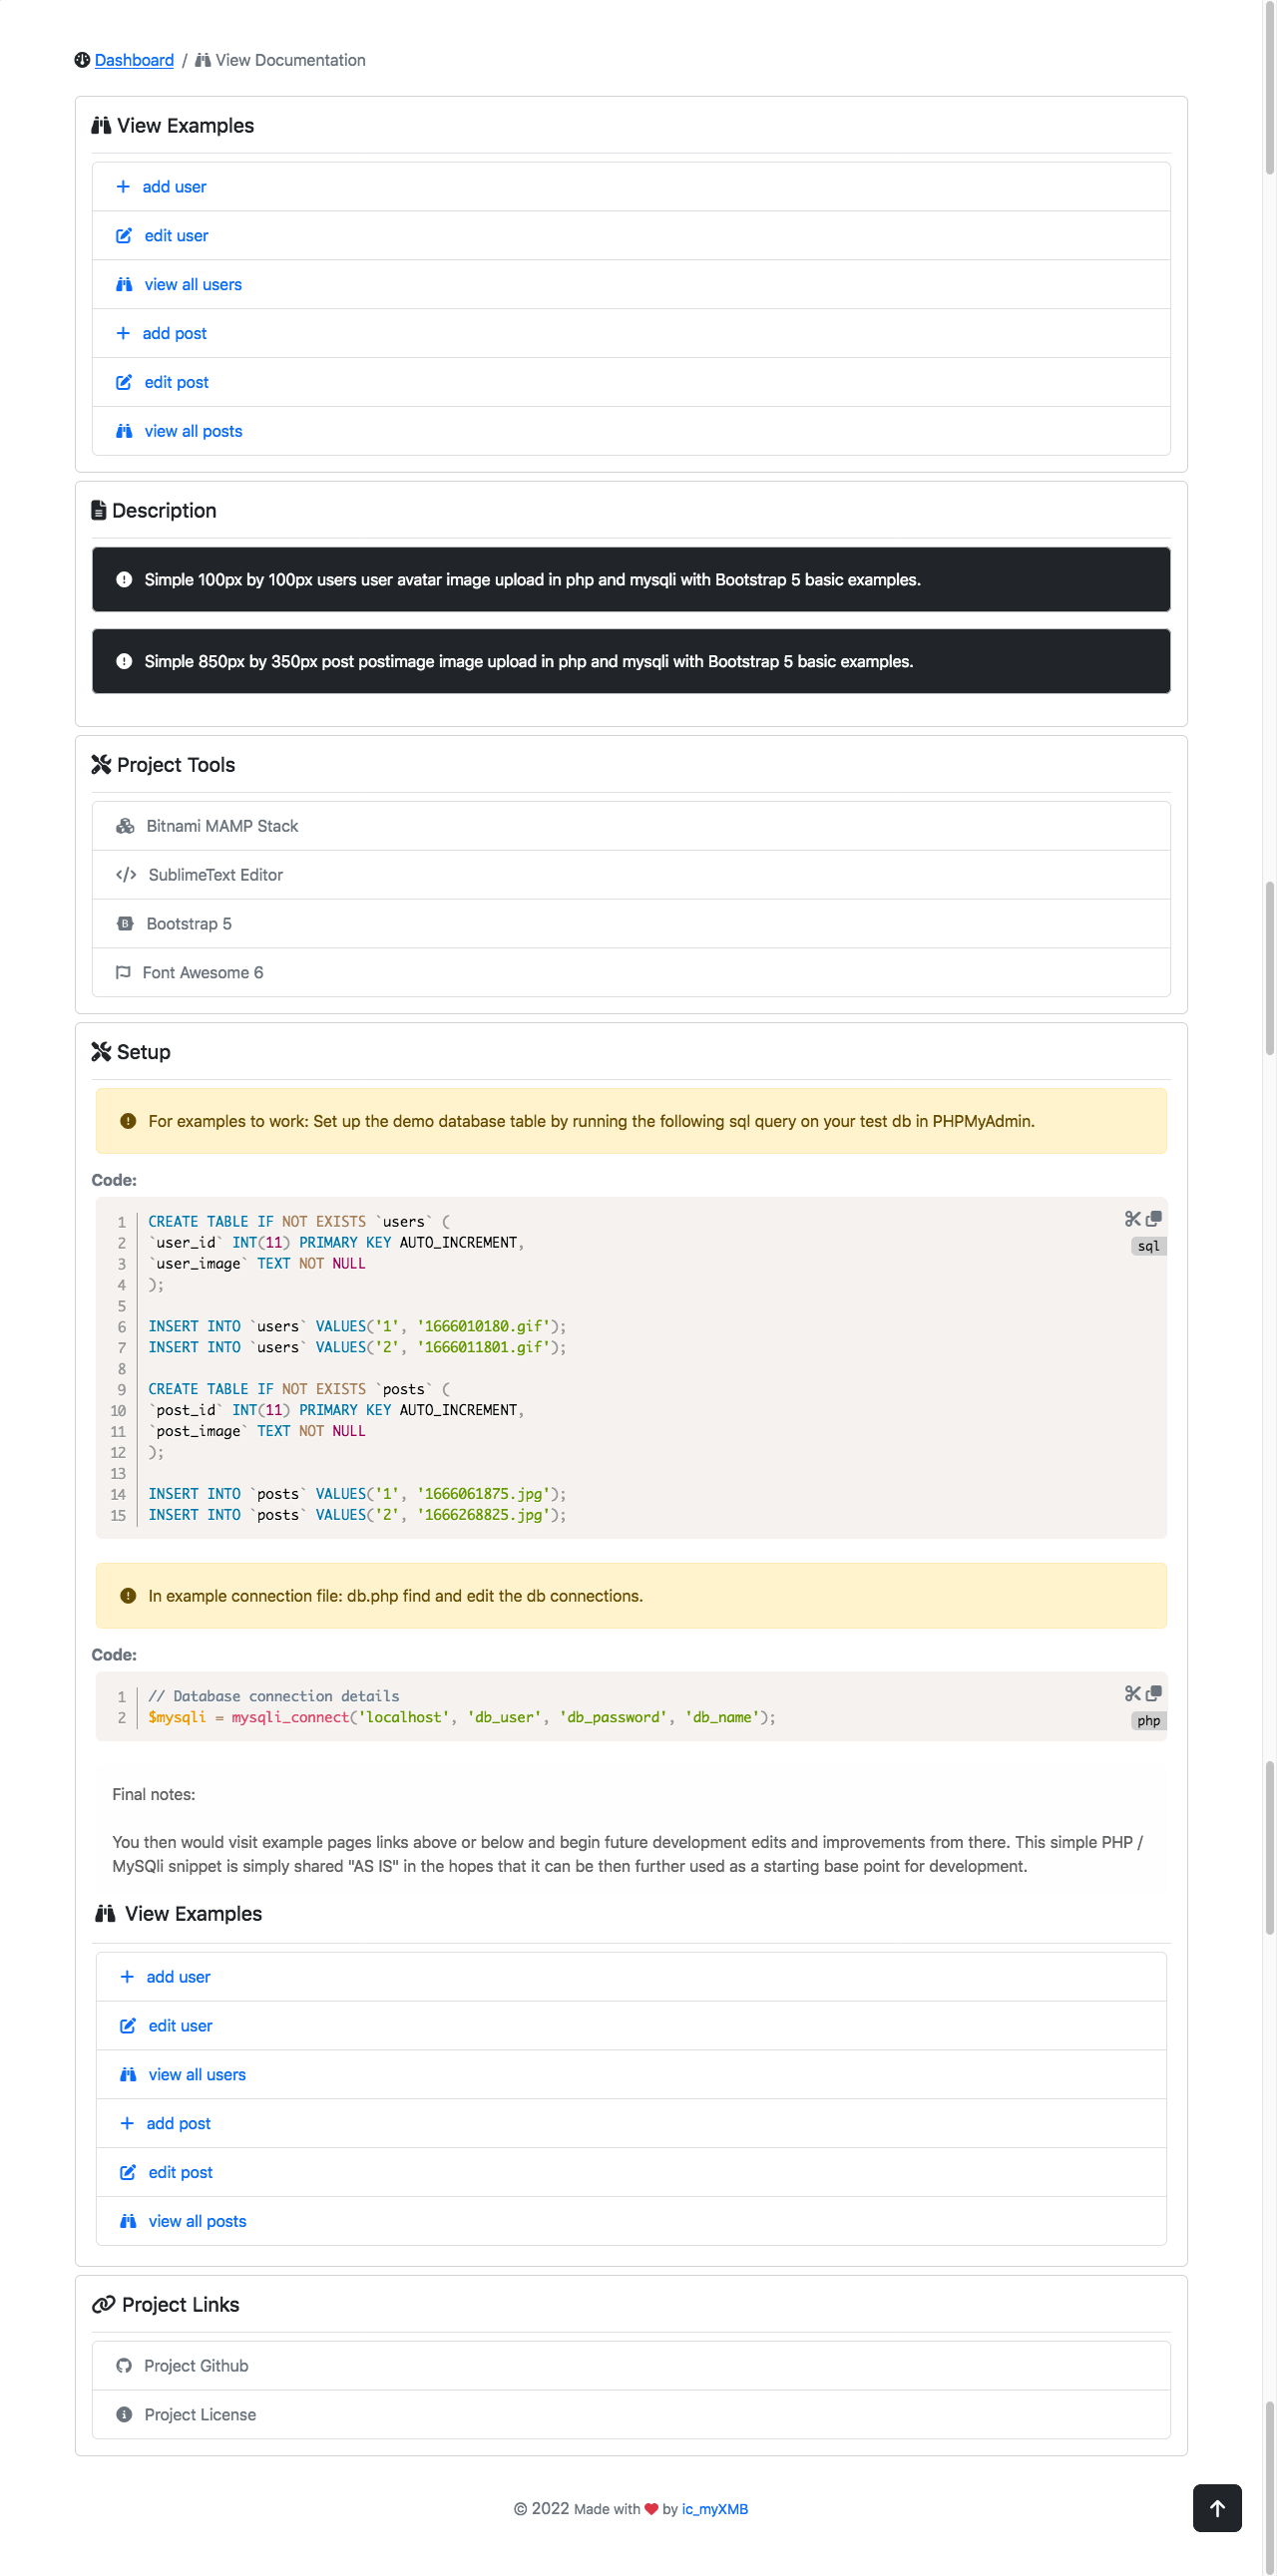 Dashboard / View Documentation
View Examples
add user
edit user
view all users
add post
edit post
view all posts
Description
Simple 100px by 100px users user avatar image upload in php and mysqli with Bootstrap 5 basic examples.
Simple 850px by 350px post postimage image upload in php and mysqli with Bootstrap 5 basic examples.
Project Tools
Bitnami MAMP Stack
SublimeText Editor
Bootstrap 5
Font Awesome 6
Setup
For examples to work: Set up the demo database table by running the following sql query on your test db in PHPMyAdmin.
Code:
1 CREATE TABLE IF NOT EXISTS `users` (
2 `user_id` INT(11) PRIMARY KEY AUTO_INCREMENT,
sql
3 `user_image` TEXT NOT NULL
4 );
5
6 INSERT INTO `users` VALUES('1', '1666010180.gif');
7 INSERT INTO `users` VALUES('2', '1666011801.gif');
8
9 CREATE TABLE IF NOT EXISTS `posts` (
10 `post_id` INT(11) PRIMARY KEY AUTO_INCREMENT,
11 `post_image` TEXT NOT NULL
12 );
13
14 INSERT INTO `posts` VALUES('1', '1666061875.jpg');
15 INSERT INTO `posts` VALUES('2', '1666268825.jpg');
In example connection file: db.php find and edit the db connections.
Code:
1 // Database connection details
2 $mysqli = mysqli_connect('localhost', 'db_user', 'db_password', 'db_name');
php
Final notes:
You then would visit example pages links above or below and begin future development edits and improvements from there. This simple PHP /
MySQli snippet is simply shared "AS IS" in the hopes that it can be then further used as a starting base point for development.
View Examples
add user
edit user
view all users
add post
edit post
view all posts
Project Links
Project Github
Project License
© 2022 Made with ❤ by ic_myXMB